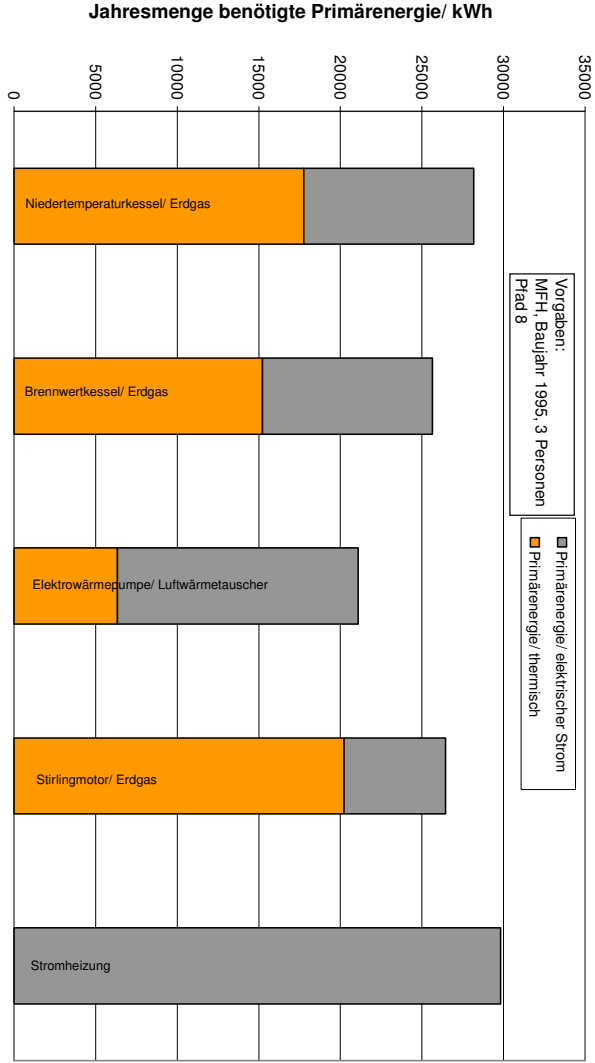 Jahresmenge benötigte Primärenergie/ kWh
0
5000
10000
15000
20000
25000
30000
35000
Vorgaben:
MFH, Baujahr 1995, 3 Personen
Pfad 8
Primärenergie/ elektrischer Strom
Primärenergie/ thermisch
Niedertemperaturkessel/ Erdgas
Brennwertkessel/ Erdgas
Elektrowärmepumpe/ Luftwärmetauscher
Stirlingmotor/ Erdgas
Stromheizung